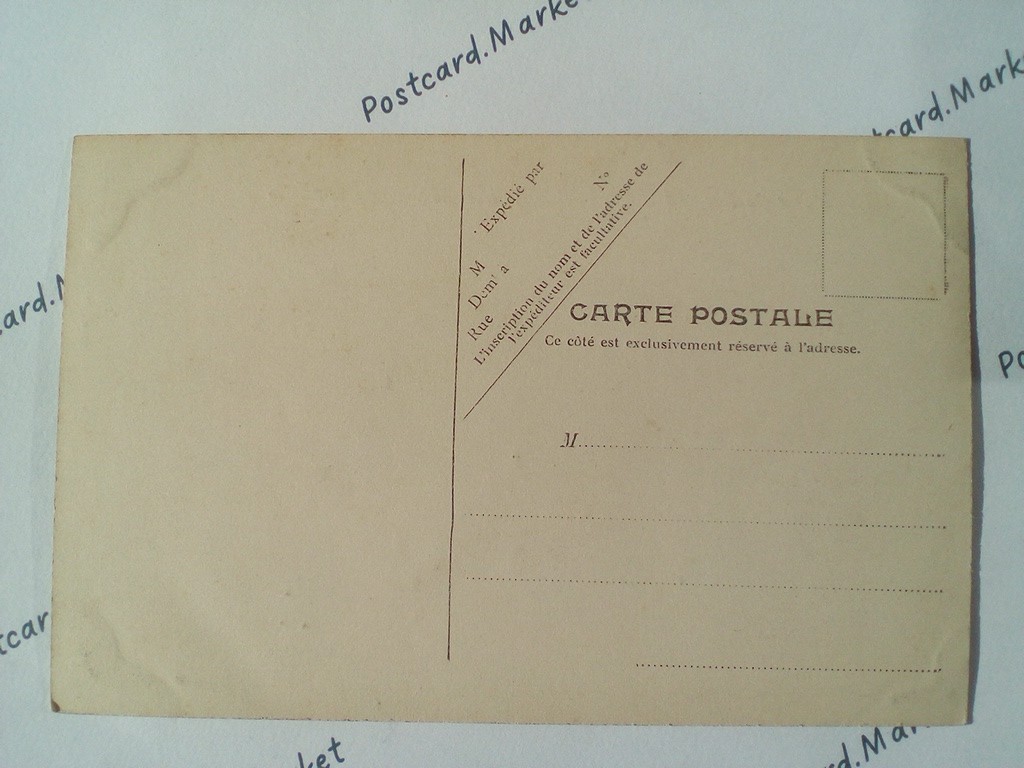 Postcard.Marke
tcard.Mark
ard.M
Po
tcar
ket
d.Mar
Expédié par
M
Dem' a
Rue
N°
L'inscription du nom et de l'adresse de
l'expéditeur est facultative.
CARTE POSTALE
Ce côté est exclusivement réservé à l'adresse.
M